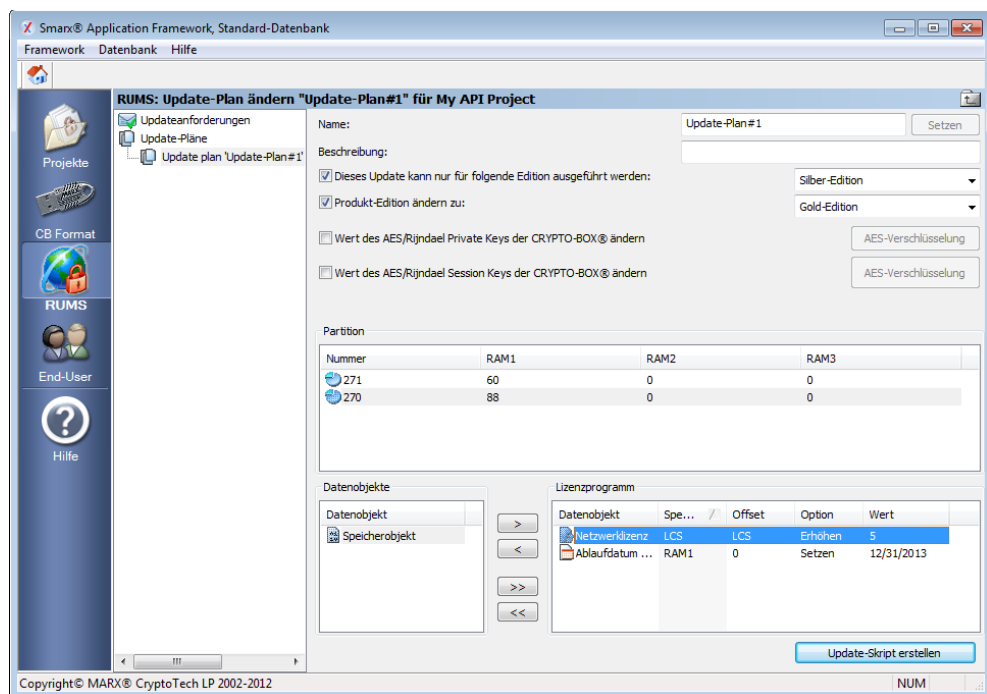 Smarx® Application Framework, Standard-Datenbank
Framework Datenbank Hilfe
RUMS: Update-Plan ändern "Update-Plan#1" für My API Project
Projekte
CB Format
RUMS
End-User
Hilfe
Updateanforderungen
Update-Pläne
Update plan 'Update-Plan#1'
Name: Update-Plan#1 Setzen
Beschreibung:
Dieses Update kann nur für folgende Edition ausgeführt werden: Silber-Edition
Produkt-Edition ändern zu: Gold-Edition
Wert des AES/Rijndael Private Keys der CRYPTO-BOX® ändern AES-Verschlüsselung
Wert des AES/Rijndael Session Keys der CRYPTO-BOX® ändern AES-Verschlüsselung
Partition
Nummer RAM1 RAM2 RAM3
271 60 0 0
270 88 0 0
Datenobjekte
Datenobjekt
Speicherobjekt
>
<
>>
<<
Lizenzprogramm
Datenobjekt Spe... Offset Option Wert
Netzwerklizenz LCS LCS Erhöhen 5
Ablaufdatum ... RAM1 0 Setzen 12/31/2013
Update-Skript erstellen
Copyright© MARX® CryptoTech LP 2002-2012 NUM